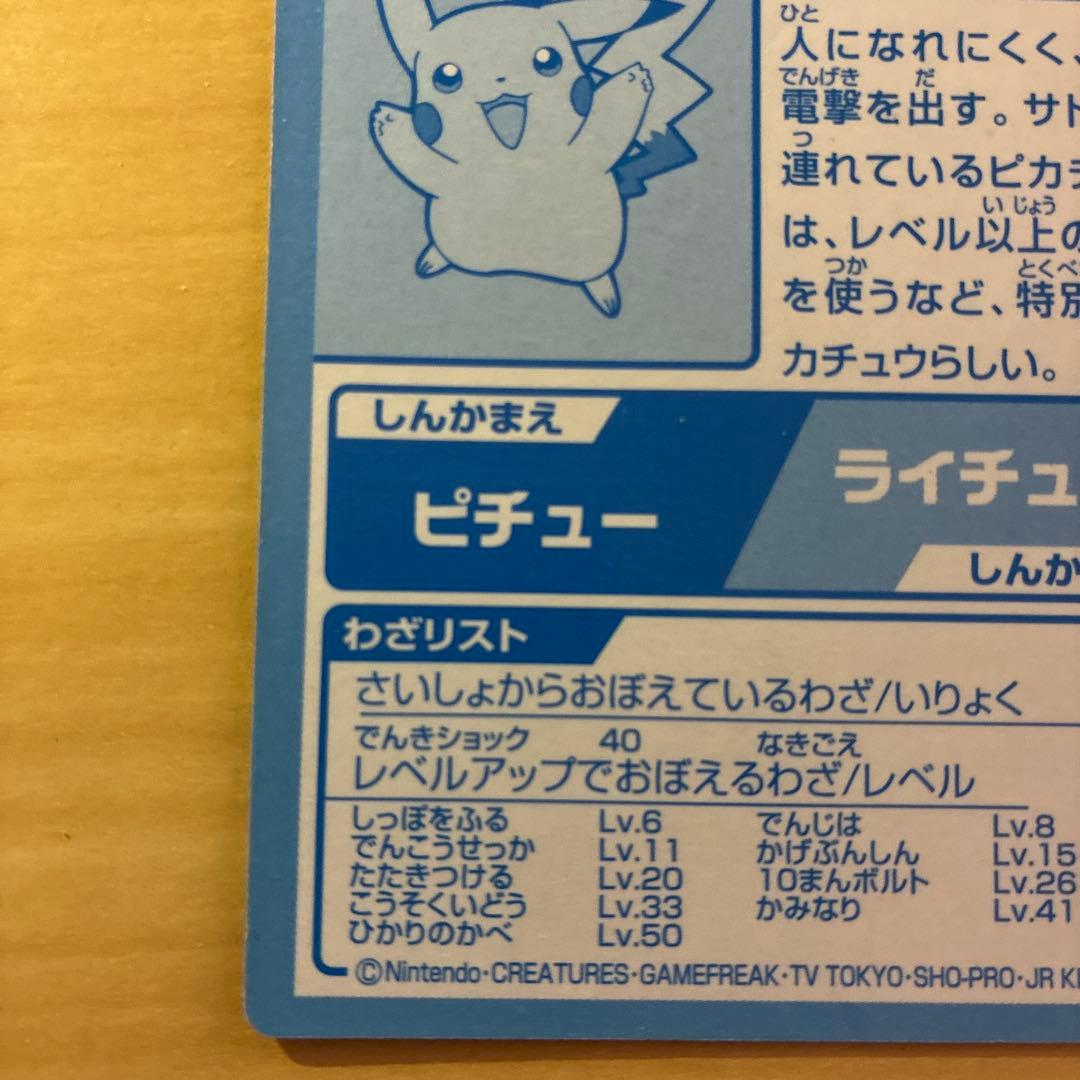 人になれにくく、
電撃を出す。サト
連れているピカチ
は、レベル以上の
を使うなど、特別
カチュウらしい。
しんかまえ
ピチュー
ライチュ
しんか
わざリスト
さいしょからおぼえているわざ/いりょく
でんきショック 40 なきごえ
レベルアップでおぼえるわざ/レベル
しっぽをふる Lv.6 でんじは Lv.8
でんこうせっか Lv.11 かげぶんしん Lv.15
たたきつける Lv.20 10まんボルト Lv.26
こうそくいどう Lv.33 かみなり Lv.41
ひかりのかべ Lv.50
©Nintendo・CREATURES・GAMEFREAK・TV TOKYO・SHO-PRO・JR KI